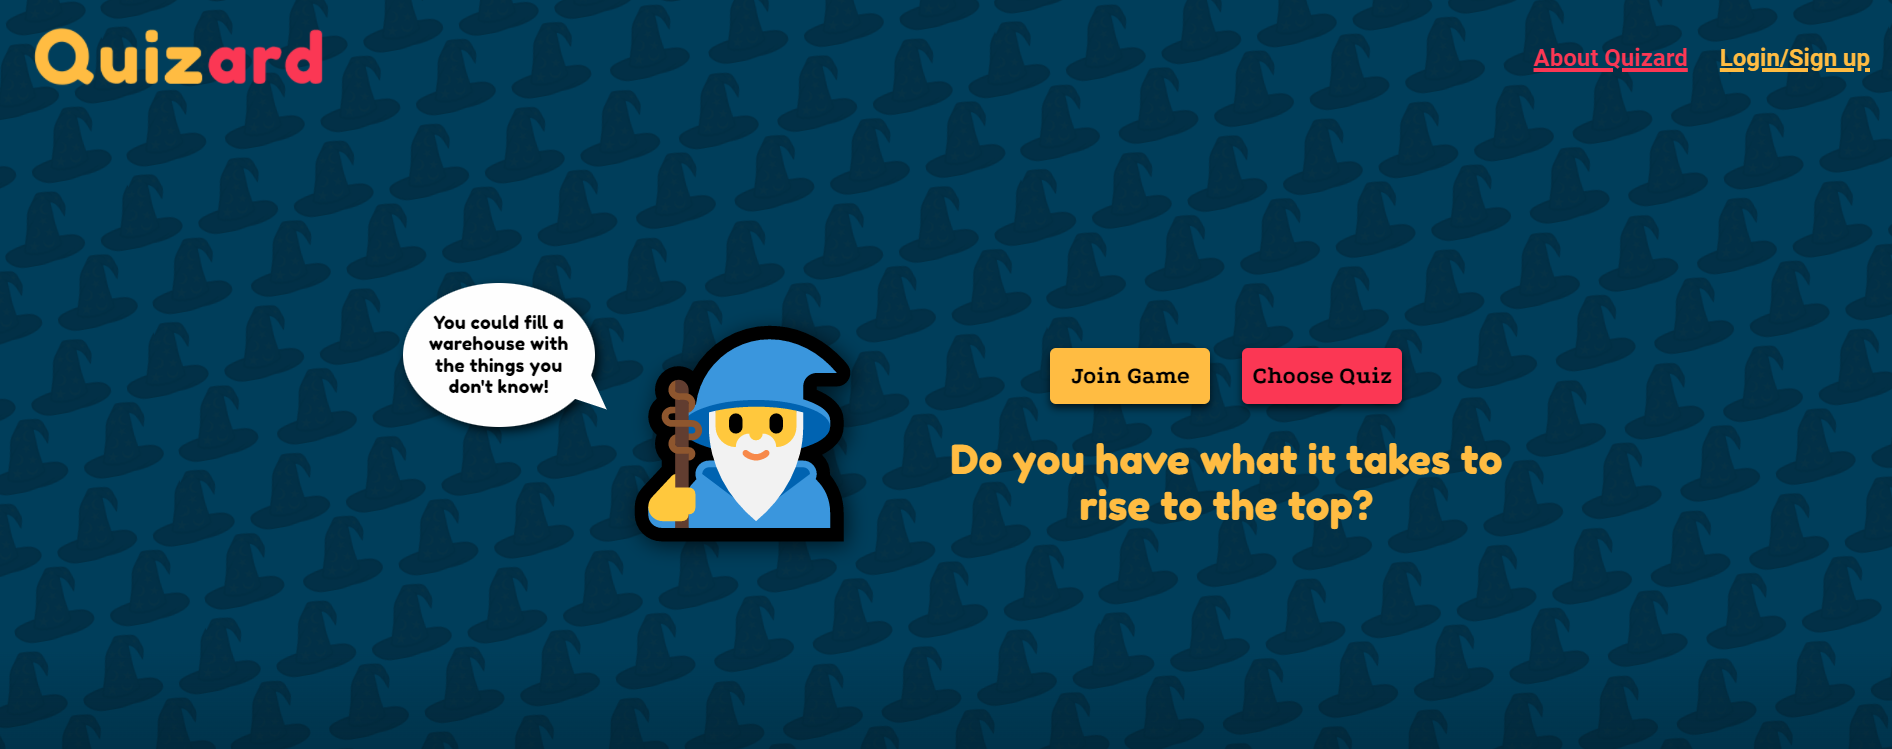 Quizard
About Quizard
Login/Sign up
You could fill a
warehouse with
the things you
don't know!
Join Game
Choose Quiz
Do you have what it takes to
rise to the top?